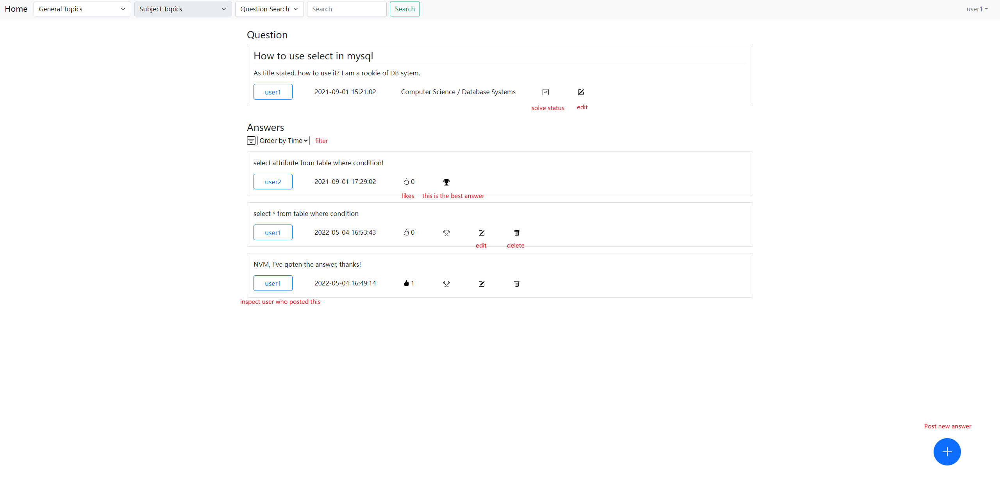 Home General Topics Subject Topics Question Search Search Search user1
Question
How to use select in mysql
As title stated, how to use it? I am a rookie of DB sytem.
user1 2021-09-01 15:21:02 Computer Science / Database Systems
solve status edit
Answers
Order by Time filter
select attribute from table where condition!
user2 2021-09-01 17:29:02 0
likes this is the best answer
select * from table where condition
user1 2022-05-04 16:53:43 0
edit delete
NVM, I've goten the answer, thanks!
user1 2022-05-04 16:49:14 1
inspect user who posted this
Post new answer